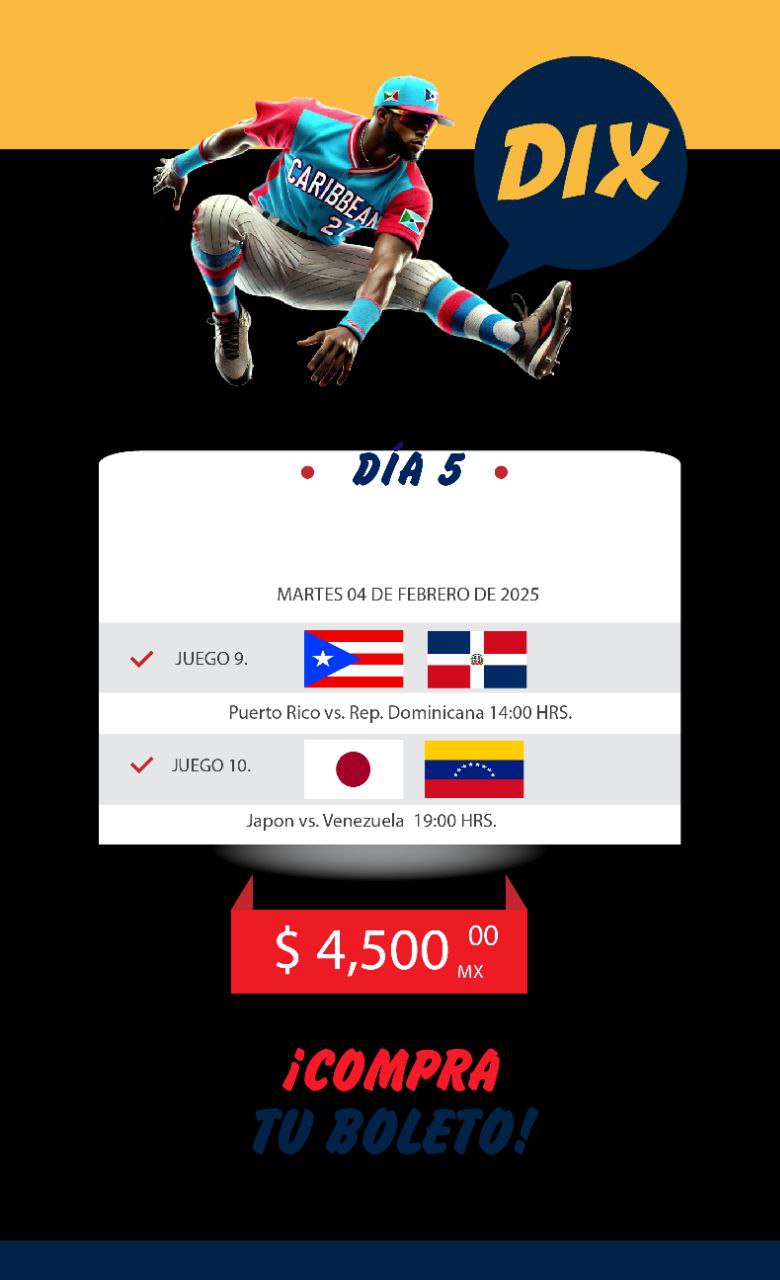 DIX
CARIBBEAN
27
DÍA 5
MARTES 04 DE FEBRERO DE 2025
JUEGO 9.
Puerto Rico vs. Rep. Dominicana 14:00 HRS.
JUEGO 10.
Japon vs. Venezuela 19:00 HRS.
$ 4,500 00
MX
¡COMPRA
TU BOLETO!